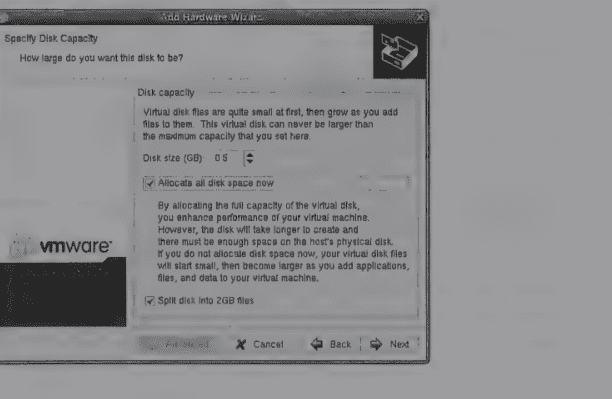 Add Hardware Wizard
Specify Disk Capacity
How large do you want this disk to be?
Disk capacity
Virtual disk files are quite small at first, then grow as you add
files to them. This virtual disk can never be larger than
the maximum capacity that you set here.
Disk size (GB) 0.5
Allocate all disk space now
By allocating the full capacity of the virtual disk,
you enhance performance of your virtual machine.
However, the disk will take longer to create and
there must be enough space on the host's physical disk.
If you do not allocate disk space now, your virtual disk files
will start small, then become larger as you add applications,
files, and data to your virtual machine.
vmware
Split disk into 2GB files
Cancel Back Next